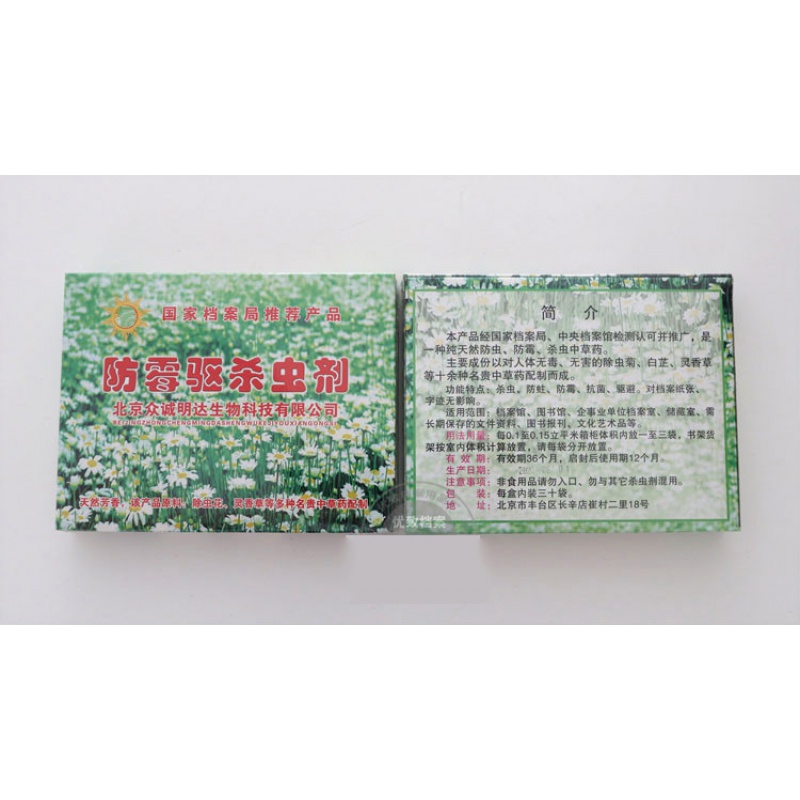 国家档案局推荐产品
防霉驱杀虫剂
北京众诚明达生物科技有限公司
BEIJINGZHONGCHENGMINGDASHENGWUKEJIYOUXIANGONGSI
天然芳香，该产品原料，除虫花、灵香草等多种名贵中草药配制
简 介
本产品经国家档案局、中央档案馆检测认可并推广，是
一种纯天然防虫、防霉、杀虫中草药。
主要成份以对人体无毒、无害的除虫菊、白芷、灵香草
等十余种名贵中草药配制而成。
功能特点：杀虫、防蛀、防霉、抗菌、驱避。对档案纸张、
字迹无影响。
适用范围：档案馆、图书馆、企事业单位档案室、储藏室、需
长期保存的文件资料、图书报刊，文化艺术品等。
用法用量：每0.1至0.15立平米箱柜体积内放一至三袋，书架货
架按室内体积计算放置，请每袋分开放置。
有 效 期：有效期36个月，启封后使用期12个月。
生产日期：
注意事项：非食用品请勿入口、勿与其它杀虫剂混用。
包 装：每盒内装三十袋。
地 址：北京市丰台区长辛店崔村二里18号
优致档案